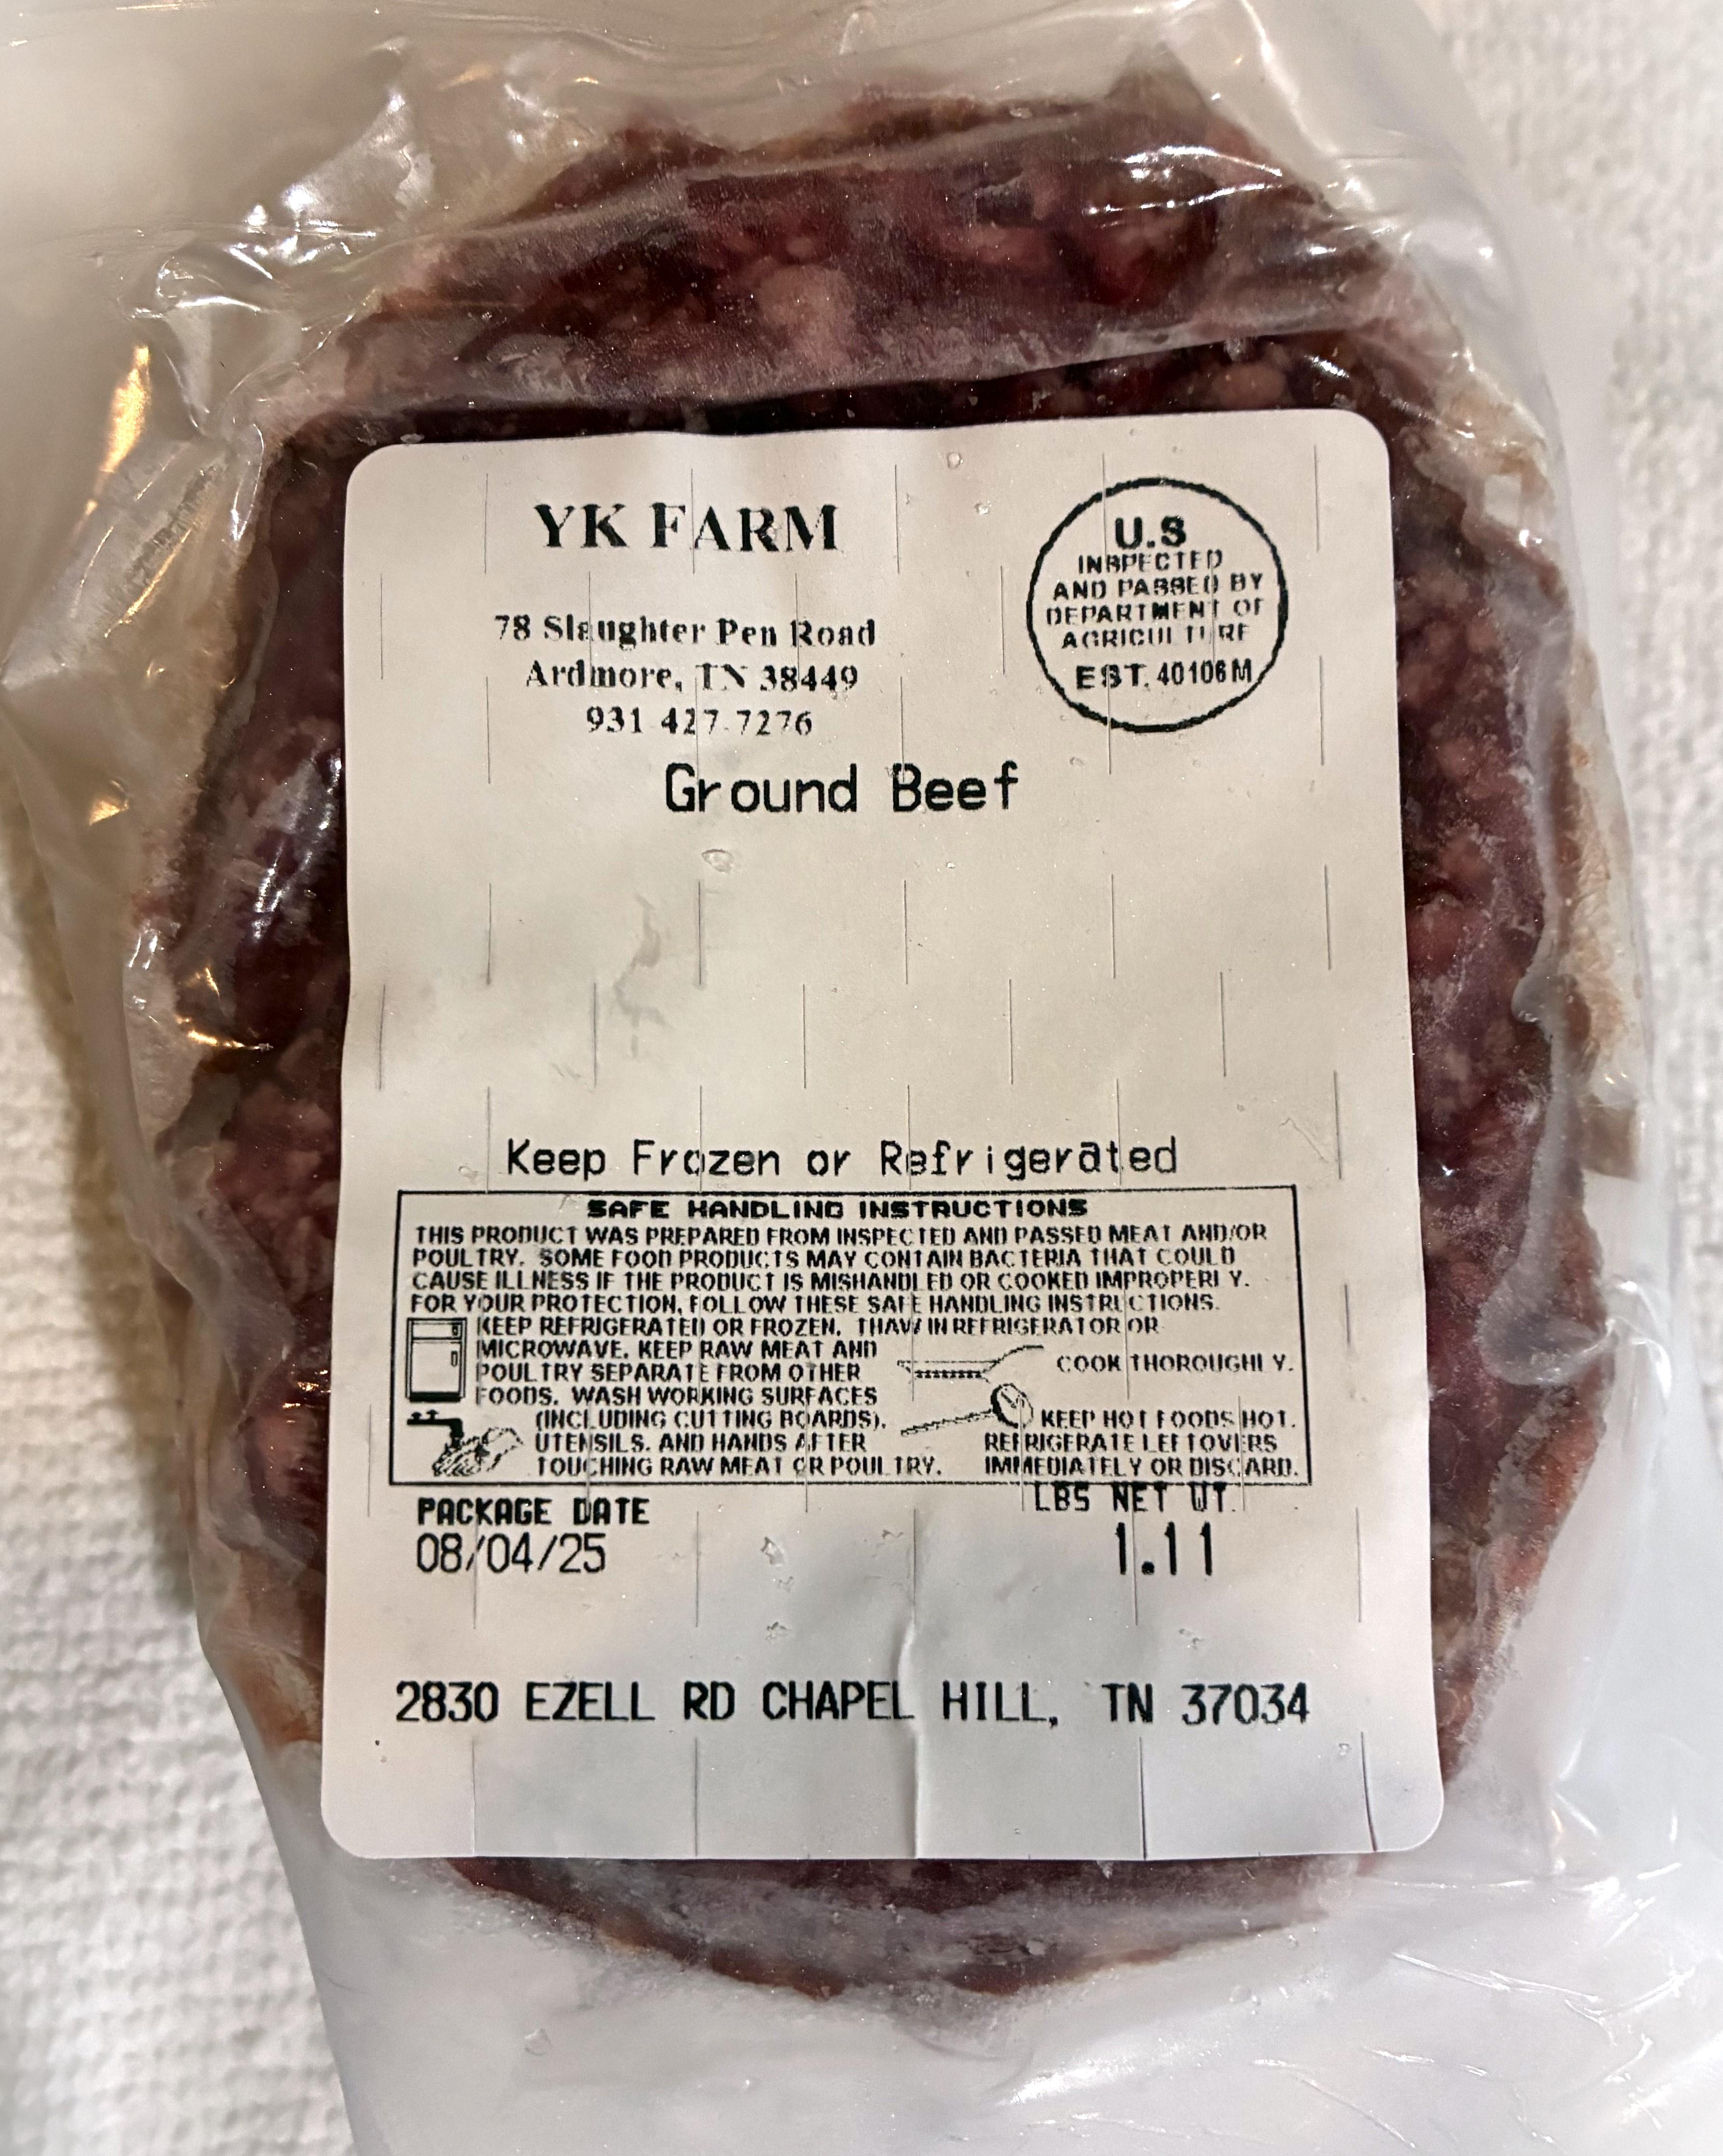 YK FARM
78 Slaughter Pen Road
Ardmore, TN 38449
931-427-7276
U.S
INSPECTED
AND PASSED BY
DEPARTMENT OF
AGRICULTURE
EST. 40106M
Ground Beef
Keep Frozen or Refrigerated
SAFE HANDLING INSTRUCTIONS
THIS PRODUCT WAS PREPARED FROM INSPECTED AND PASSED MEAT AND/OR
POULTRY. SOME FOOD PRODUCTS MAY CONTAIN BACTERIA THAT COULD
CAUSE ILLNESS IF THE PRODUCT IS MISHANDLED OR COOKED IMPROPERLY.
FOR YOUR PROTECTION, FOLLOW THESE SAFE HANDLING INSTRUCTIONS.
KEEP REFRIGERATED OR FROZEN. THAW IN REFRIGERATOR OR
MICROWAVE. KEEP RAW MEAT AND
POULTRY SEPARATE FROM OTHER
FOODS. WASH WORKING SURFACES
(INCLUDING CUTTING BOARDS),
UTENSILS, AND HANDS AFTER
TOUCHING RAW MEAT OR POULTRY.
COOK THOROUGHLY.
KEEP HOT FOODS HOT.
REFRIGERATE LEFTOVERS
IMMEDIATELY OR DISCARD.
PACKAGE DATE
08/04/25
LBS NET WT.
1.11
2830 EZELL RD CHAPEL HILL, TN 37034